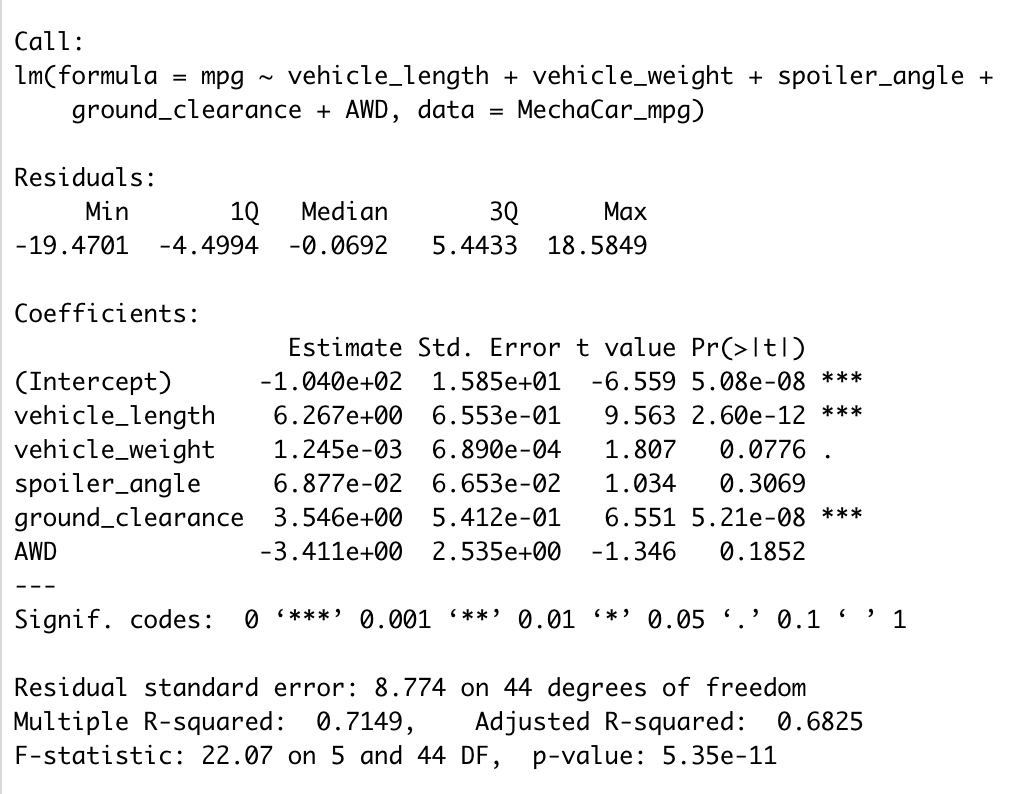 Call:
lm(formula = mpg ~ vehicle_length + vehicle_weight + spoiler_angle +
    ground_clearance + AWD, data = MechaCar_mpg)

Residuals:
     Min       1Q   Median       3Q      Max
-19.4701  -4.4994  -0.0692   5.4433  18.5849

Coefficients:
                   Estimate Std. Error t value Pr(>|t|)
(Intercept)      -1.040e+02  1.585e+01  -6.559 5.08e-08 ***
vehicle_length    6.267e+00  6.553e-01   9.563 2.60e-12 ***
vehicle_weight    1.245e-03  6.890e-04   1.807   0.0776 .
spoiler_angle     6.877e-02  6.653e-02   1.034   0.3069
ground_clearance  3.546e+00  5.412e-01   6.551 5.21e-08 ***
AWD              -3.411e+00  2.535e+00  -1.346   0.1852
---
Signif. codes:  0 ‘***’ 0.001 ‘**’ 0.01 ‘*’ 0.05 ‘.’ 0.1 ‘ ’ 1

Residual standard error: 8.774 on 44 degrees of freedom
Multiple R-squared:  0.7149,    Adjusted R-squared:  0.6825
F-statistic: 22.07 on 5 and 44 DF,  p-value: 5.35e-11